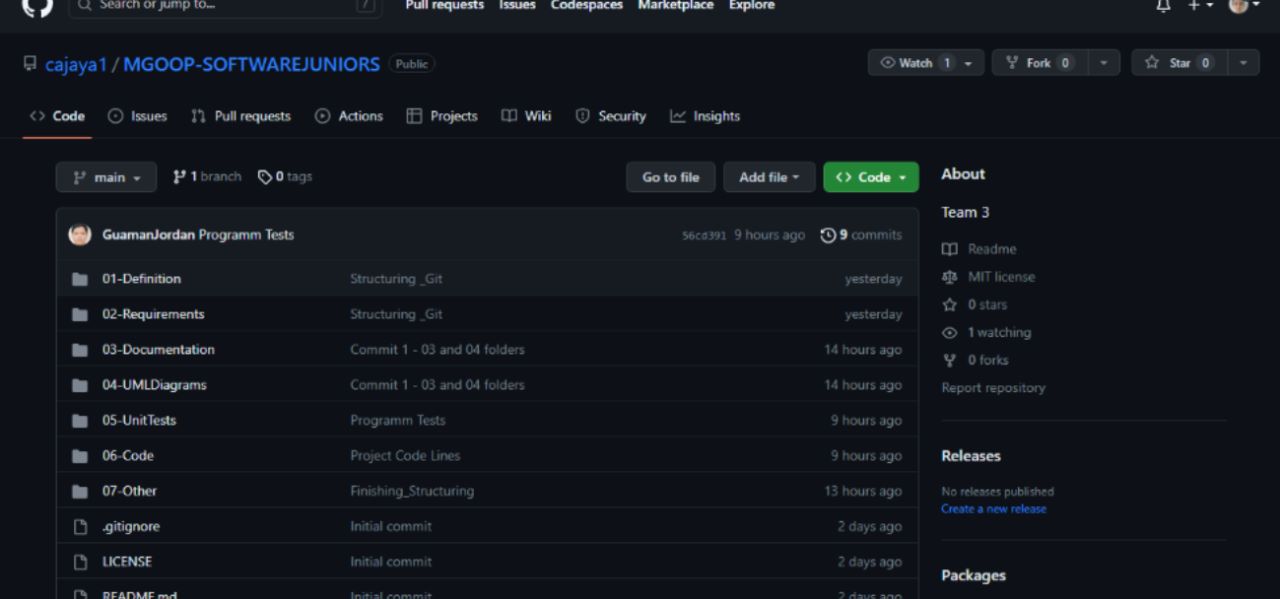 Search or jump to... /
Pull requests Issues Codespaces Marketplace Explore
cajaya1 / MGOOP-SOFTWAREJUNIORS Public
Watch 1 Fork 0 Star 0
Code Issues Pull requests Actions Projects Wiki Security Insights
main 1 branch 0 tags Go to file Add file Code
GuamanJordan Programm Tests 56cd391 9 hours ago 9 commits
01-Definition Structuring _Git yesterday
02-Requirements Structuring _Git yesterday
03-Documentation Commit 1 - 03 and 04 folders 14 hours ago
04-UMLDiagrams Commit 1 - 03 and 04 folders 14 hours ago
05-UnitTests Programm Tests 9 hours ago
06-Code Project Code Lines 9 hours ago
07-Other Finishing_Structuring 13 hours ago
.gitignore Initial commit 2 days ago
LICENSE Initial commit 2 days ago
README.md Initial commit 2 days ago
About
Team 3
Readme
MIT license
0 stars
1 watching
0 forks
Report repository
Releases
No releases published
Create a new release
Packages